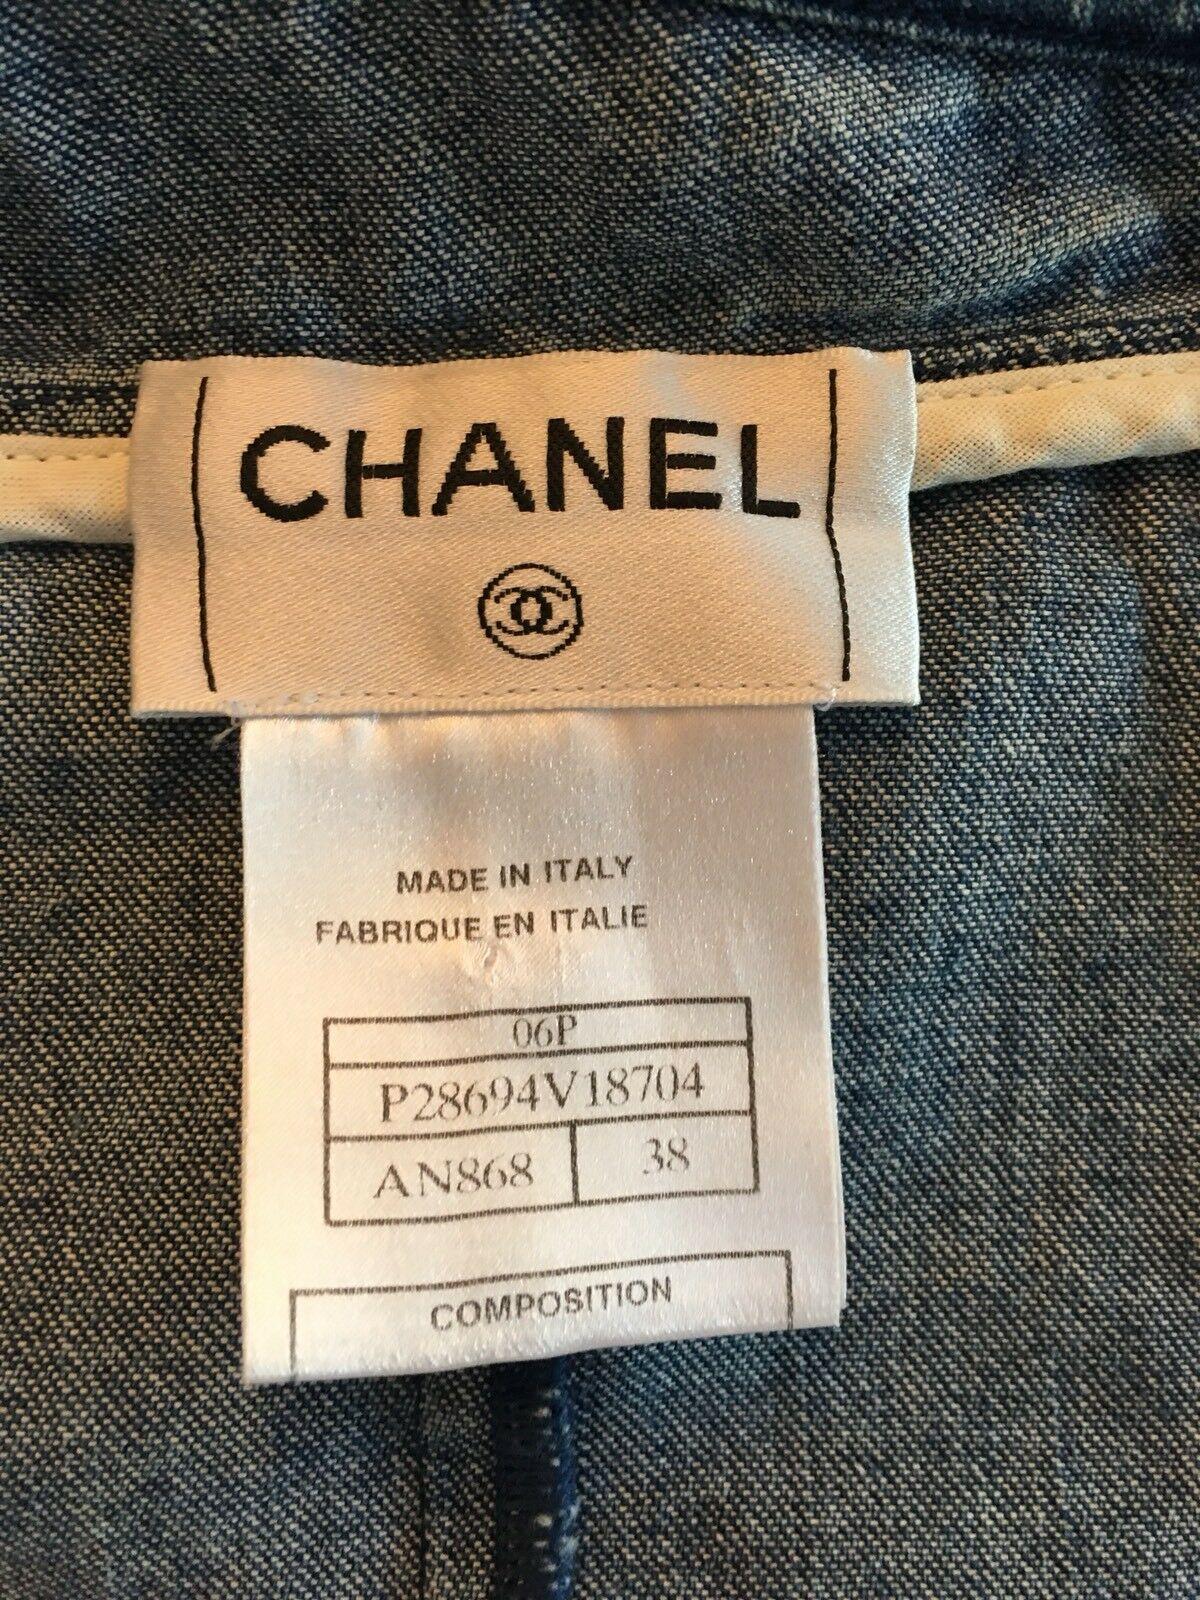 CHANEL
MADE IN ITALY
FABRIQUE EN ITALIE
06P
P28694V18704
AN868 38
COMPOSITION